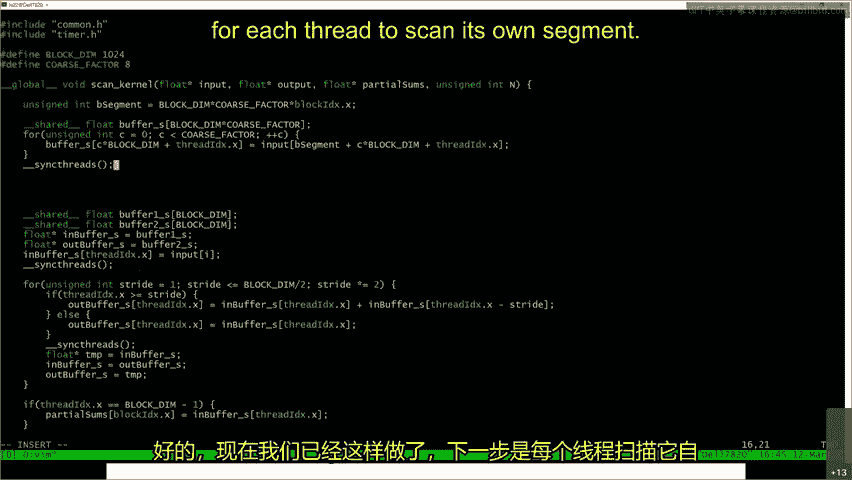 for each thread to scan its own segment.
#include "common.h"
#include "timer.h"
#define BLOCK_DIM 1024
#define COARSE_FACTOR 8
__global__ void scan_kernel(float* input, float* output, float* partialSums, unsigned int N) {
unsigned int bSegment = BLOCK_DIM*COARSE_FACTOR*blockIdx.x;
__shared__ float buffer_s[BLOCK_DIM*COARSE_FACTOR];
for(unsigned int c = 0; c < COARSE_FACTOR; ++c) {
buffer_s[c*BLOCK_DIM + threadIdx.x] = input[bSegment + c*BLOCK_DIM + threadIdx.x];
}
__syncthreads();
__shared__ float buffer1_s[BLOCK_DIM];
__shared__ float buffer2_s[BLOCK_DIM];
float* inBuffer_s = buffer1_s;
float* outBuffer_s = buffer2_s;
inBuffer_s[threadIdx.x] = input[i];
__syncthreads();
for(unsigned int stride = 1; stride <= BLOCK_DIM/2; stride *= 2) {
if(threadIdx.x >= stride) {
outBuffer_s[threadIdx.x] = inBuffer_s[threadIdx.x] + inBuffer_s[threadIdx.x - stride];
} else {
outBuffer_s[threadIdx.x] = inBuffer_s[threadIdx.x];
}
__syncthreads();
float* tmp = inBuffer_s;
inBuffer_s = outBuffer_s;
outBuffer_s = tmp;
}
if(threadIdx.x == BLOCK_DIM - 1) {
partialSums[blockIdx.x] = inBuffer_s[threadIdx.x];
}
-- INSERT --
16,21
好的，现在我们已经这样做了，下一步是每个线程扫描它自
+13